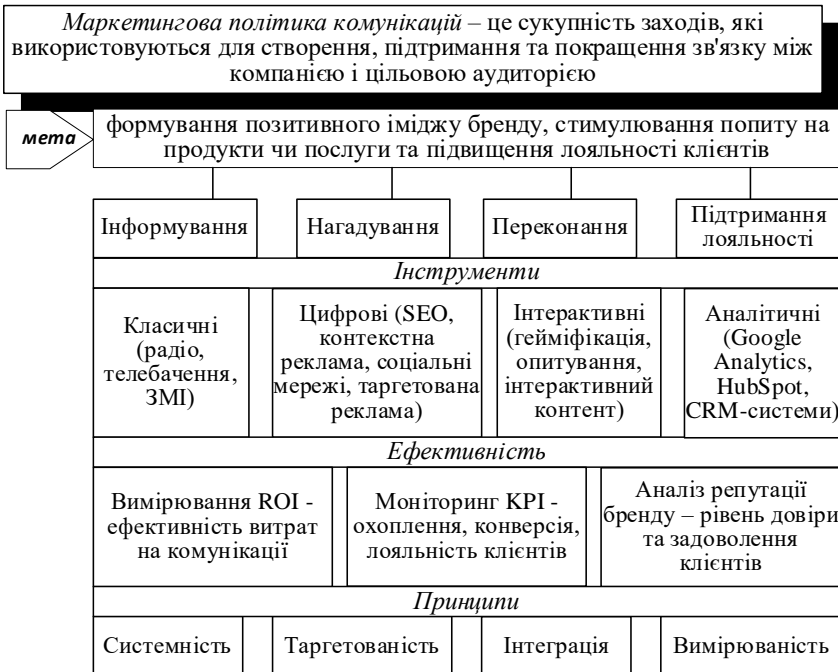 Маркетингова політика комунікацій – це сукупність заходів, які
використовуються для створення, підтримання та покращення зв'язку між
компанією і цільовою аудиторією
мета
формування позитивного іміджу бренду, стимулювання попиту на
продукти чи послуги та підвищення лояльності клієнтів
Інформування
Нагадування
Переконання
Підтримання
лояльності
Інструменти
Класичні
(радіо,
телебачення,
ЗМІ)
Цифрові (SEO,
контекстна
реклама, соціальні
мережі, таргетована
реклама)
Інтерактивні
(гейміфікація,
опитування,
інтерактивний
контент)
Аналітичні
(Google
Analytics,
HubSpot,
CRM-системи)
Ефективність
Вимірювання ROI -
ефективність витрат
на комунікації
Моніторинг KPI -
охоплення, конверсія,
лояльність клієнтів
Аналіз репутації
бренду – рівень довіри
та задоволення
клієнтів
Принципи
Системність
Таргетованість
Інтеграція
Вимірюваність